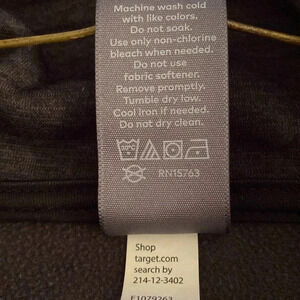 Machine wash cold
with like colors.
Do not soak.
Use only non-chlorine
bleach when needed.
Do not use
fabric softener.
Remove promptly.
Tumble dry low.
Cool iron if needed.
Do not dry clean.
30°C
RN15763
Shop
target.com
search by
214-12-3402
F1079263